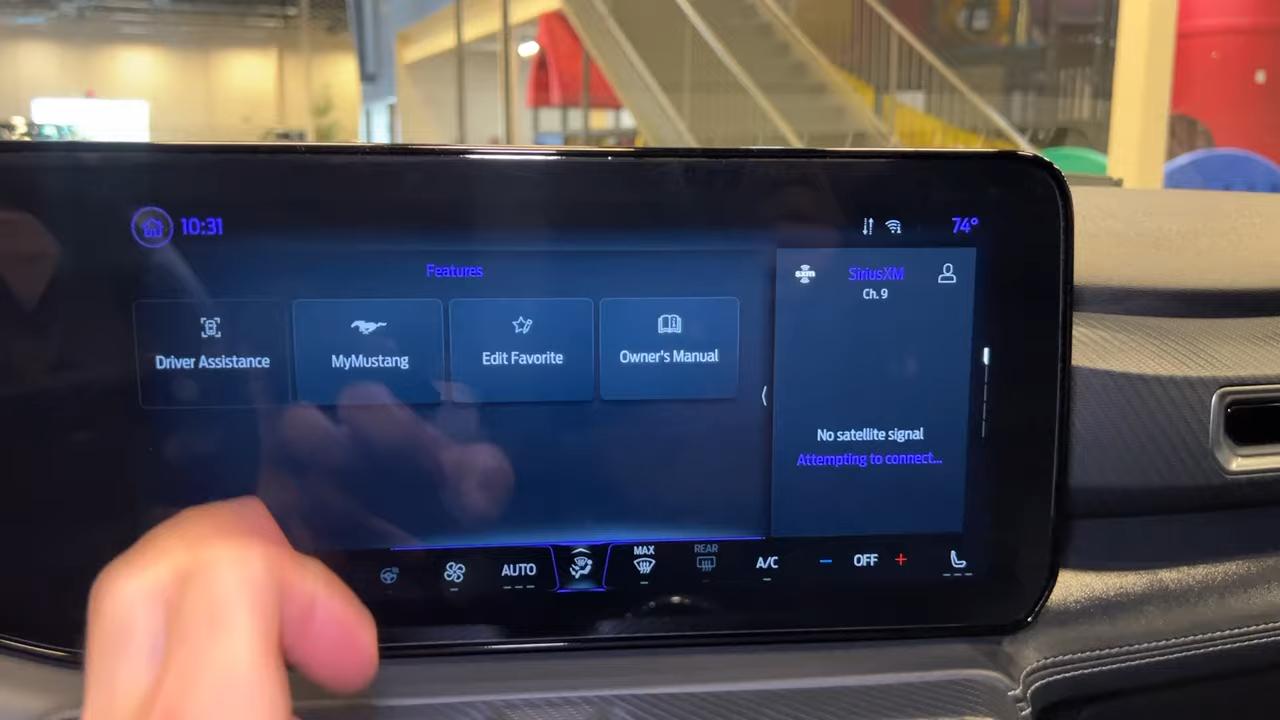 10:31
74°
Features
Driver Assistance
MyMustang
Edit Favorite
Owner's Manual
sxm
SiriusXM
Ch. 9
No satellite signal
Attempting to connect...
AUTO
MAX
REAR
A/C
− OFF +